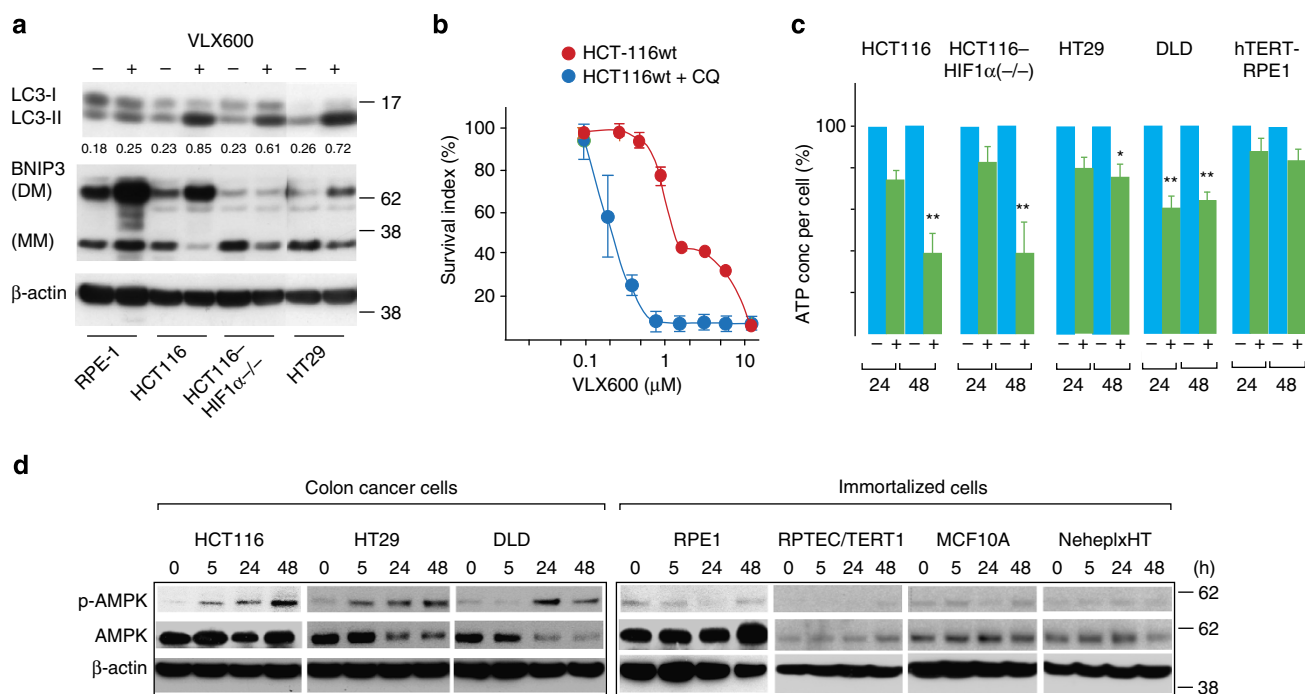 a
VLX600
− + − + − + − +
LC3-I
LC3-II
17
0.18 0.25 0.23 0.85 0.23 0.61 0.26 0.72
BNIP3
(DM)
62
38
(MM)
β-actin
38
RPE-1
HCT116
HCT116–
HIF1α−/−
HT29
b
HCT-116wt
HCT116wt + CQ
Survival index (%)
100
80
60
40
20
0.1 1 10
VLX600 (μM)
c
HCT116
HCT116–
HIF1α(−/−)
HT29
DLD
hTERT-
RPE1
ATP conc per cell (%)
100
** ** * ** **
− + − + − + − + − + − + − + − + − + − +
24 48 24 48 24 48 24 48 24 48
d
Colon cancer cells
Immortalized cells
HCT116 HT29 DLD RPE1 RPTEC/TERT1 MCF10A NeheplxHT
0 5 24 48 0 5 24 48 0 5 24 48 0 5 24 48 0 5 24 48 0 5 24 48 0 5 24 48 (h)
p-AMPK
62
AMPK
62
β-actin
38